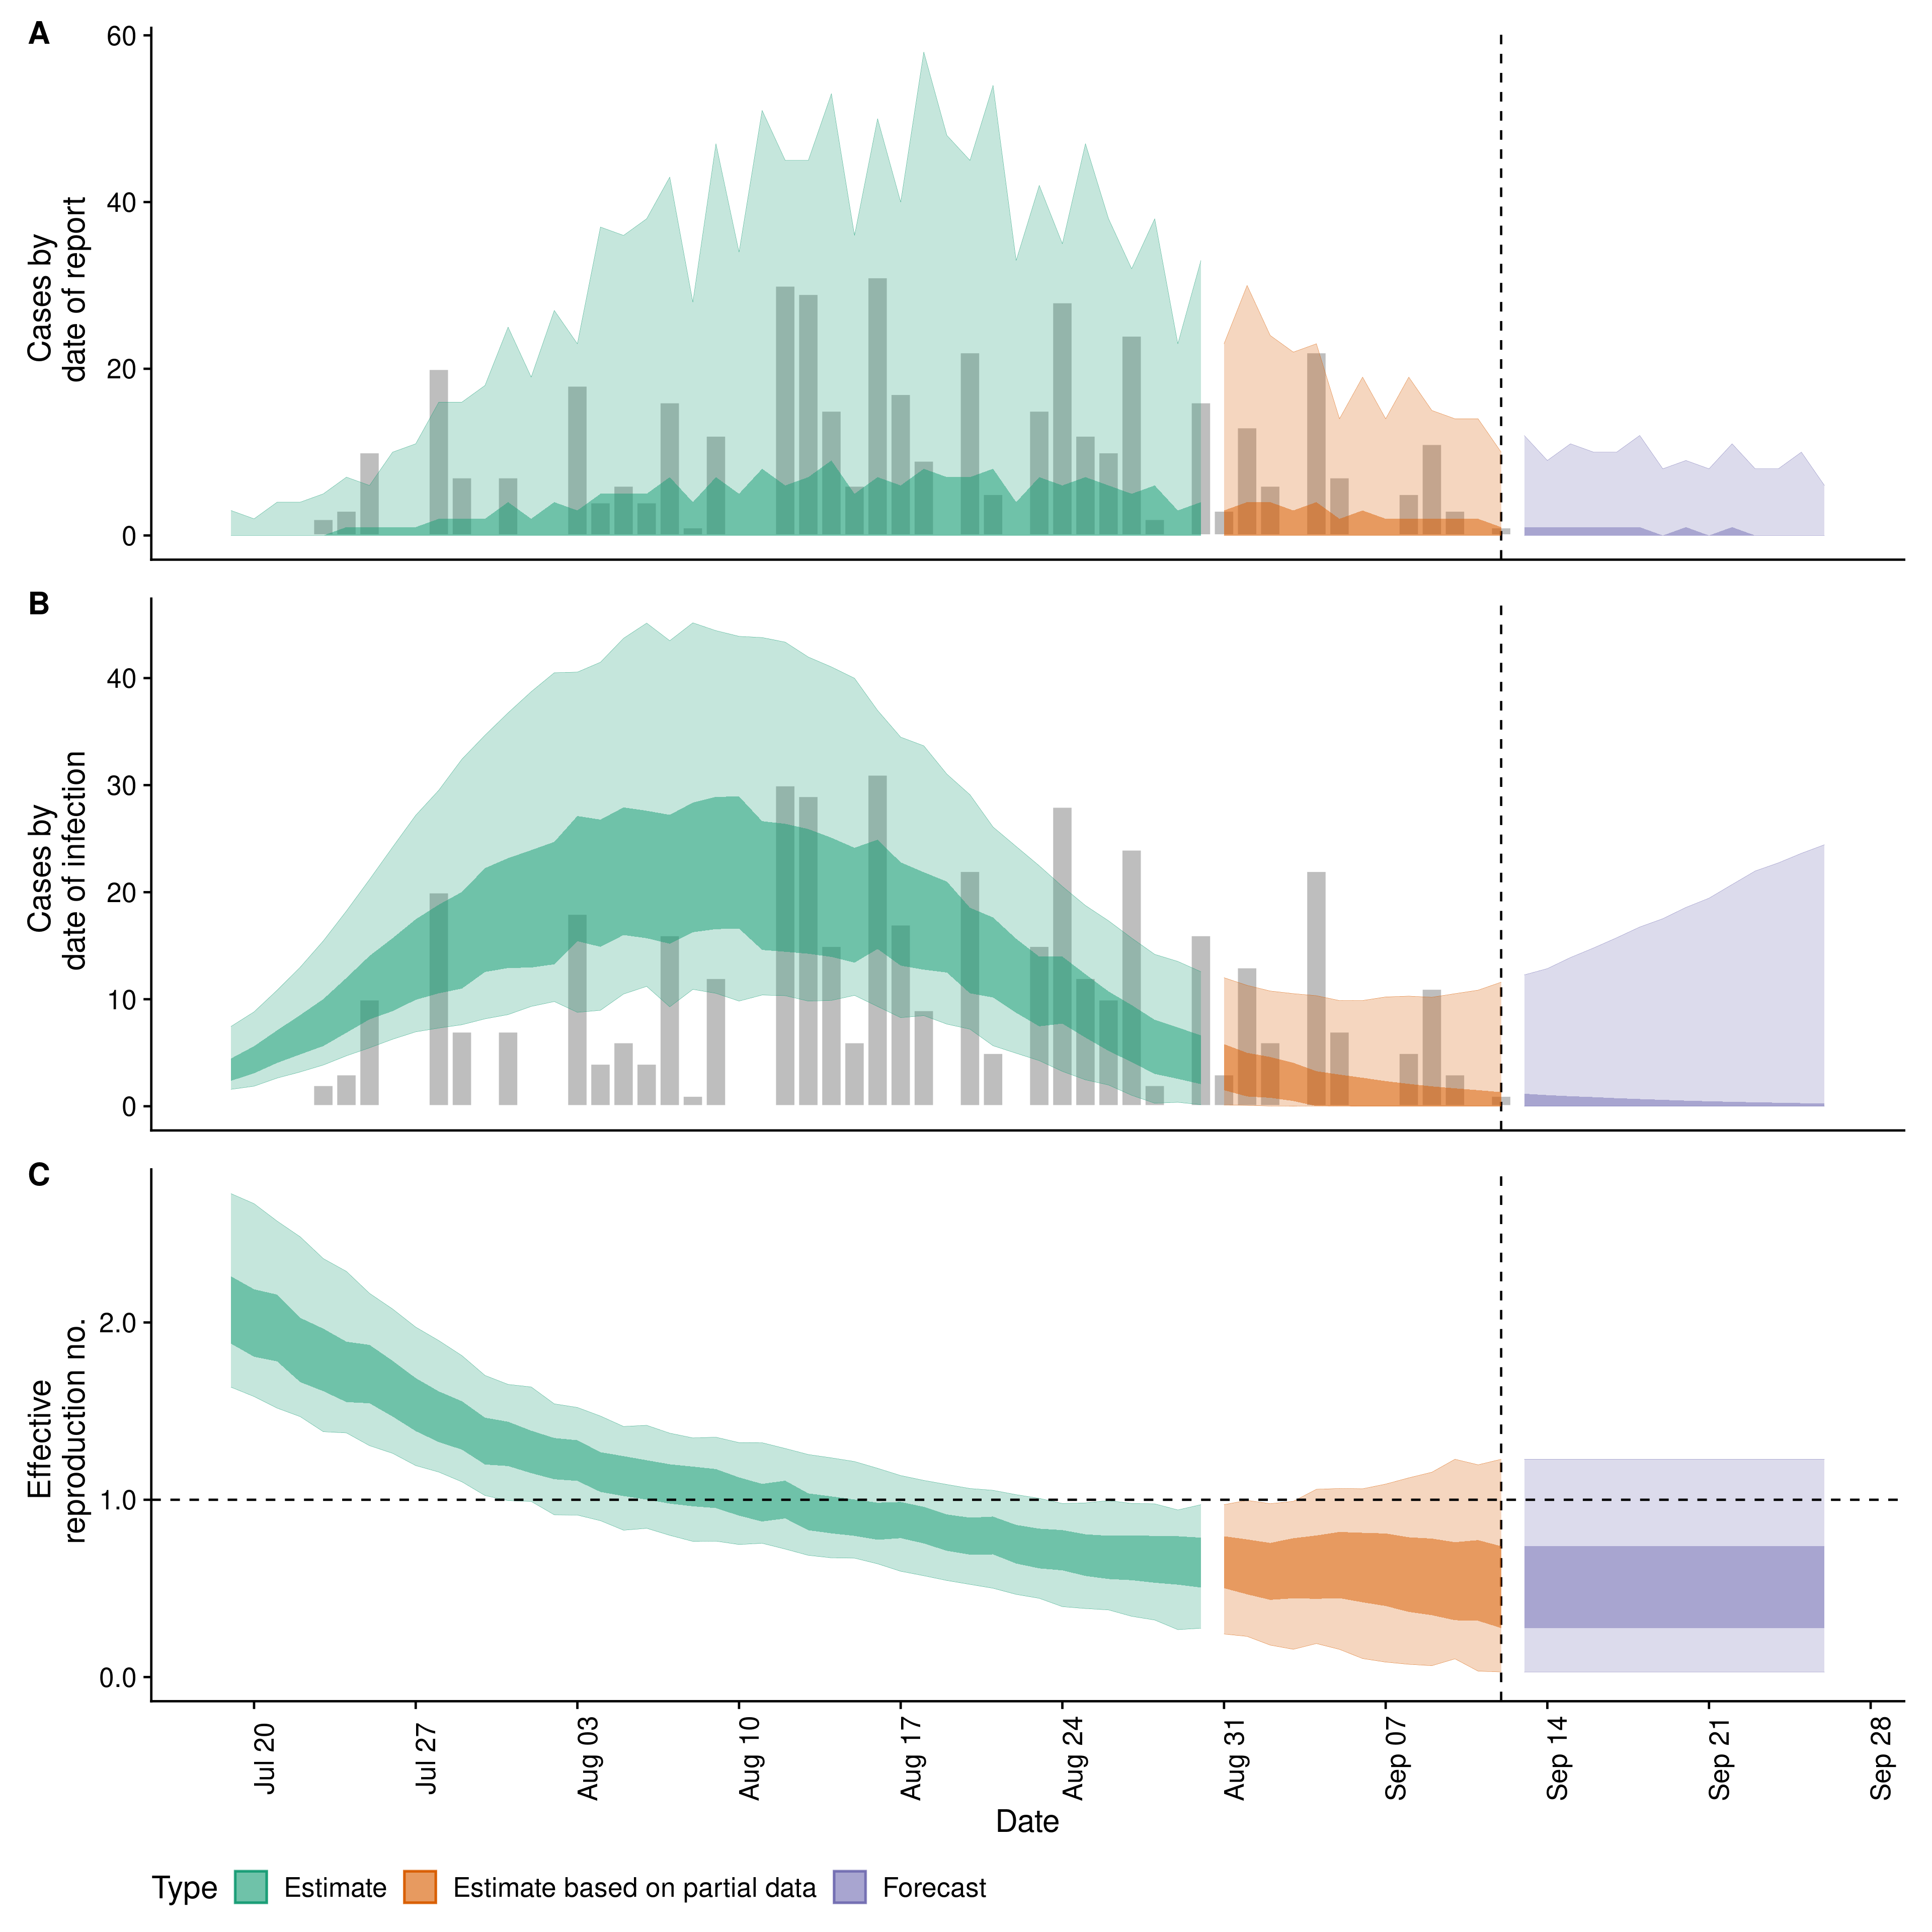 A
60
40
20
0
Cases by
date of report
B
40
30
20
10
0
Cases by
date of infection
C
2.0
1.0
0.0
Effective
reproduction no.
Jul 20
Jul 27
Aug 03
Aug 10
Aug 17
Aug 24
Aug 31
Sep 07
Sep 14
Sep 21
Sep 28
Date
Type Estimate Estimate based on partial data Forecast